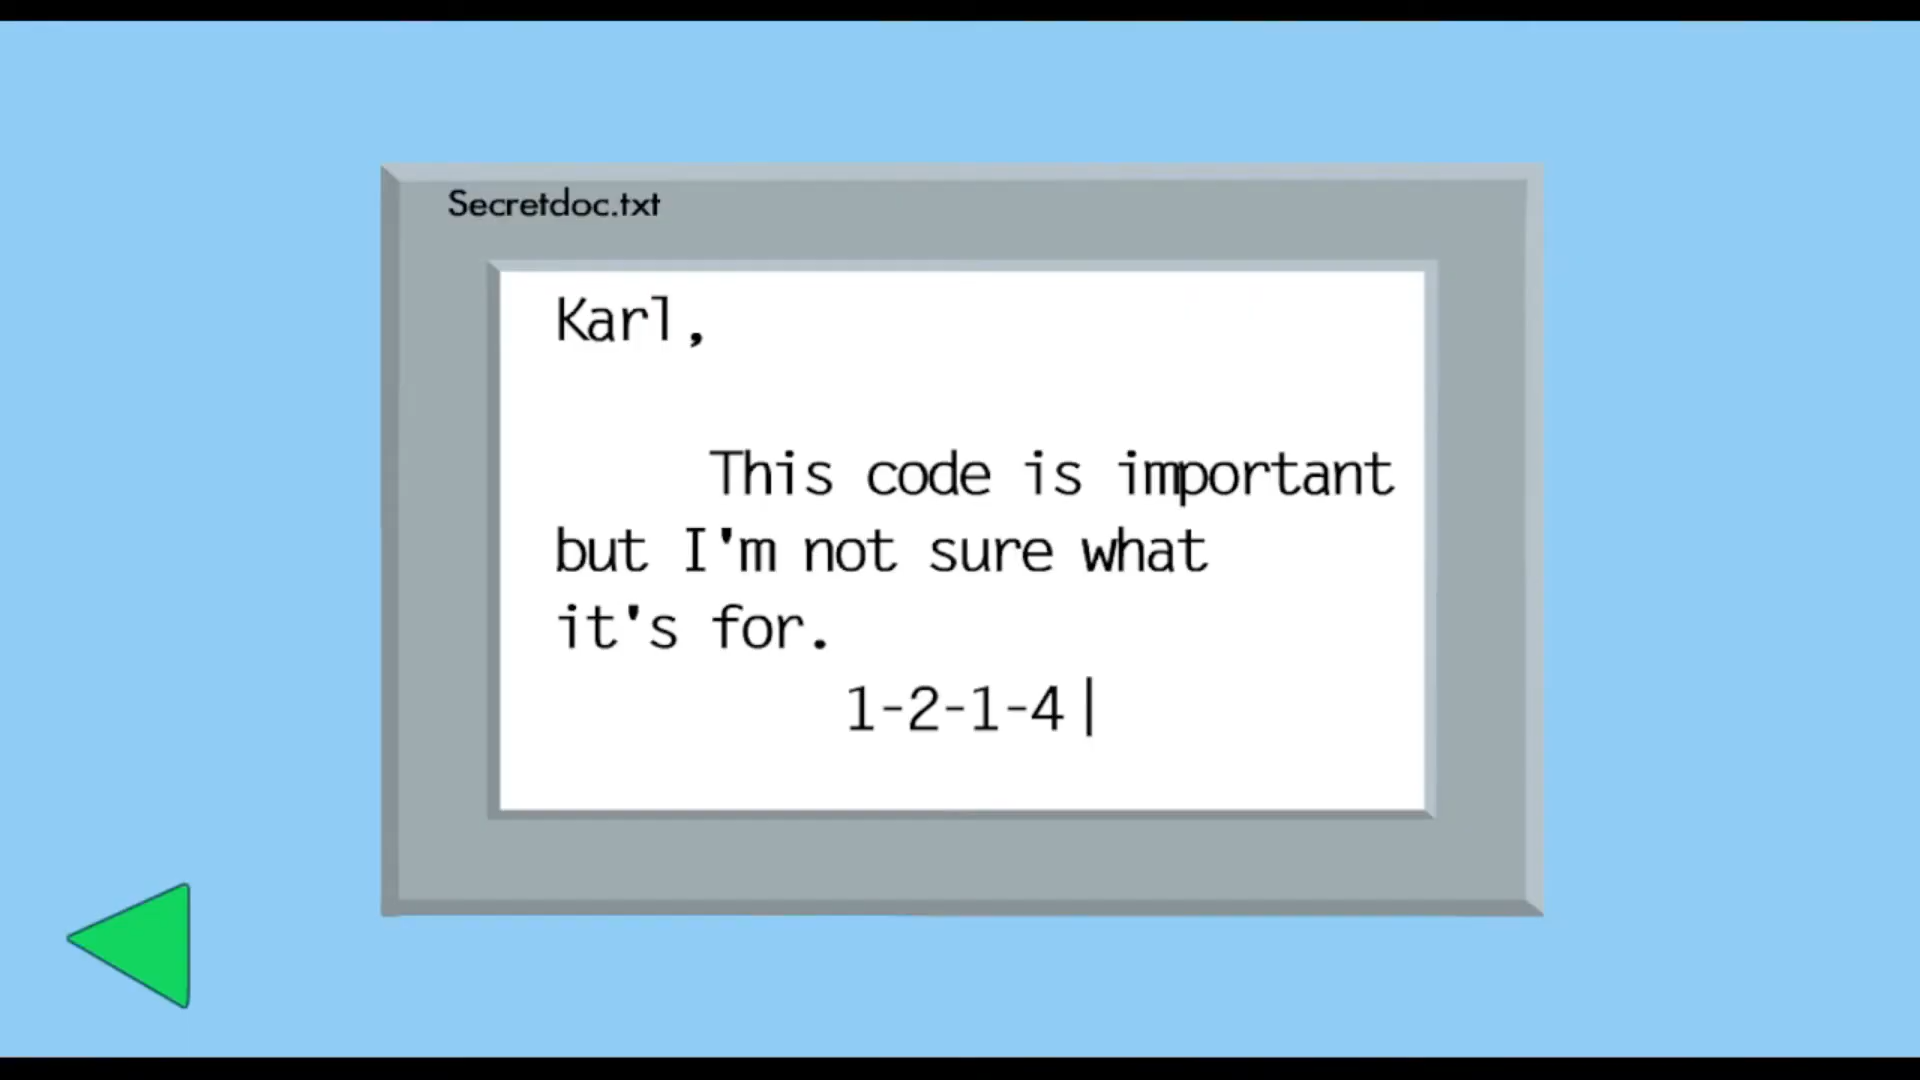 Secretdoc.txt
Karl,
This code is important
but I'm not sure what
it's for.
1-2-1-4